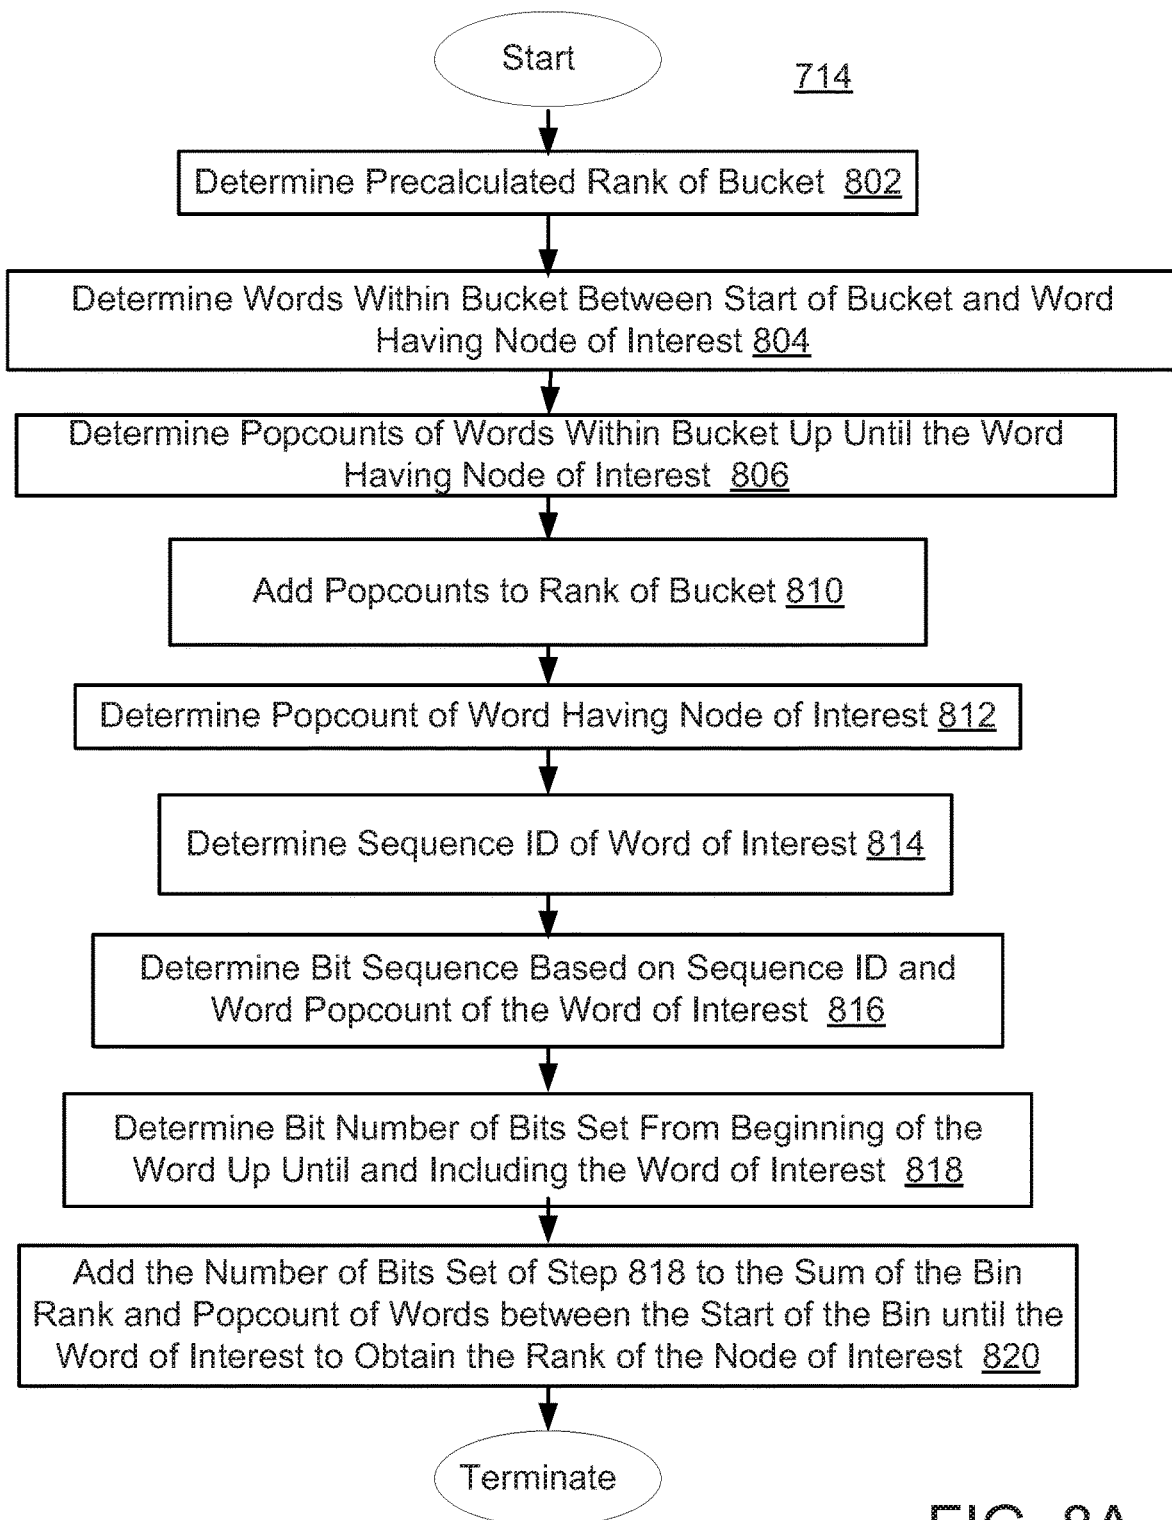 Start
714
Determine Precalculated Rank of Bucket 802
Determine Words Within Bucket Between Start of Bucket and Word
Having Node of Interest 804
Determine Popcounts of Words Within Bucket Up Until the Word
Having Node of Interest 806
Add Popcounts to Rank of Bucket 810
Determine Popcount of Word Having Node of Interest 812
Determine Sequence ID of Word of Interest 814
Determine Bit Sequence Based on Sequence ID and
Word Popcount of the Word of Interest 816
Determine Bit Number of Bits Set From Beginning of the
Word Up Until and Including the Word of Interest 818
Add the Number of Bits Set of Step 818 to the Sum of the Bin
Rank and Popcount of Words between the Start of the Bin until the
Word of Interest to Obtain the Rank of the Node of Interest 820
Terminate
FIG. 8A